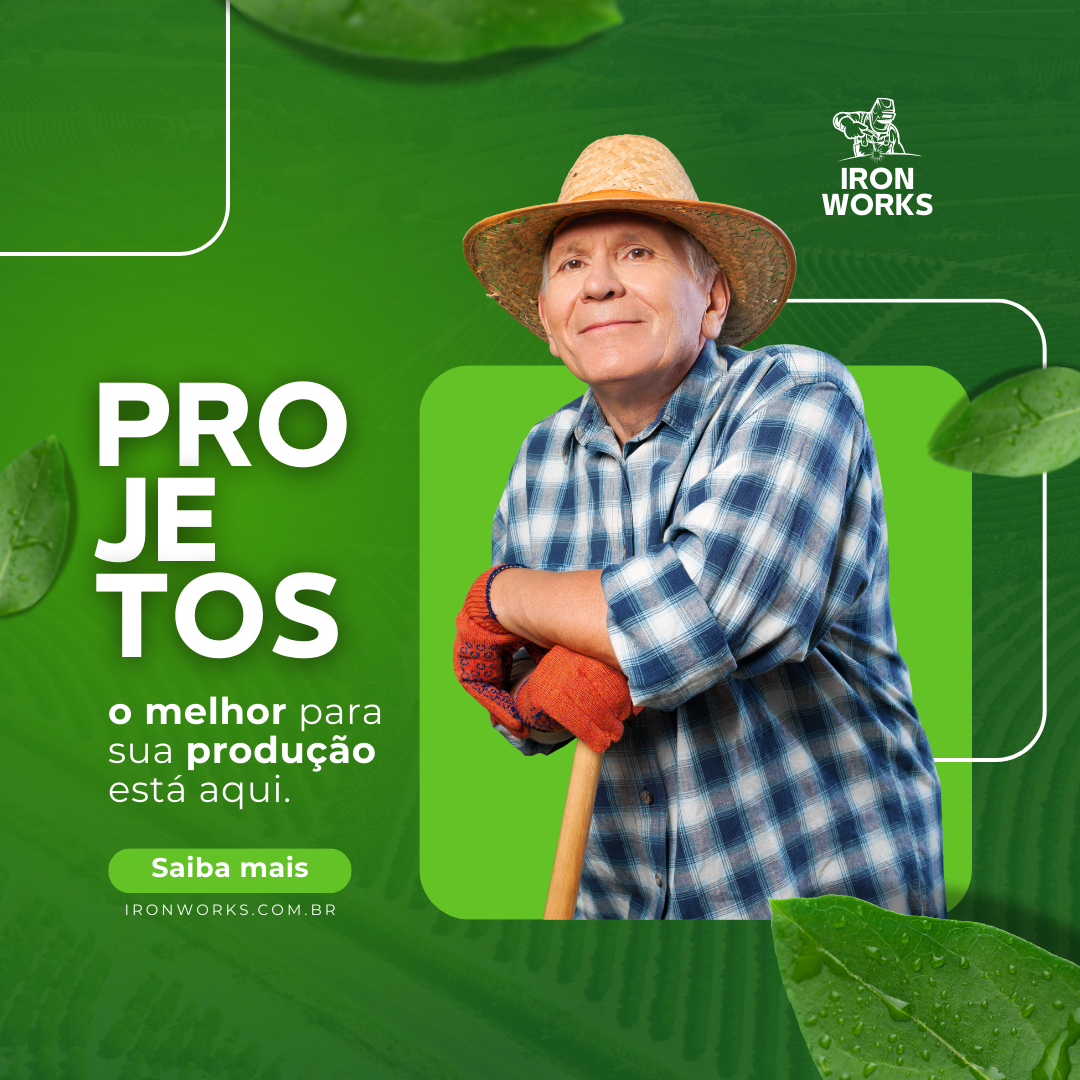 IRON
WORKS
PRO
JE
TOS
o melhor para
sua produção
está aqui.
Saiba mais
IRONWORKS.COM.BR